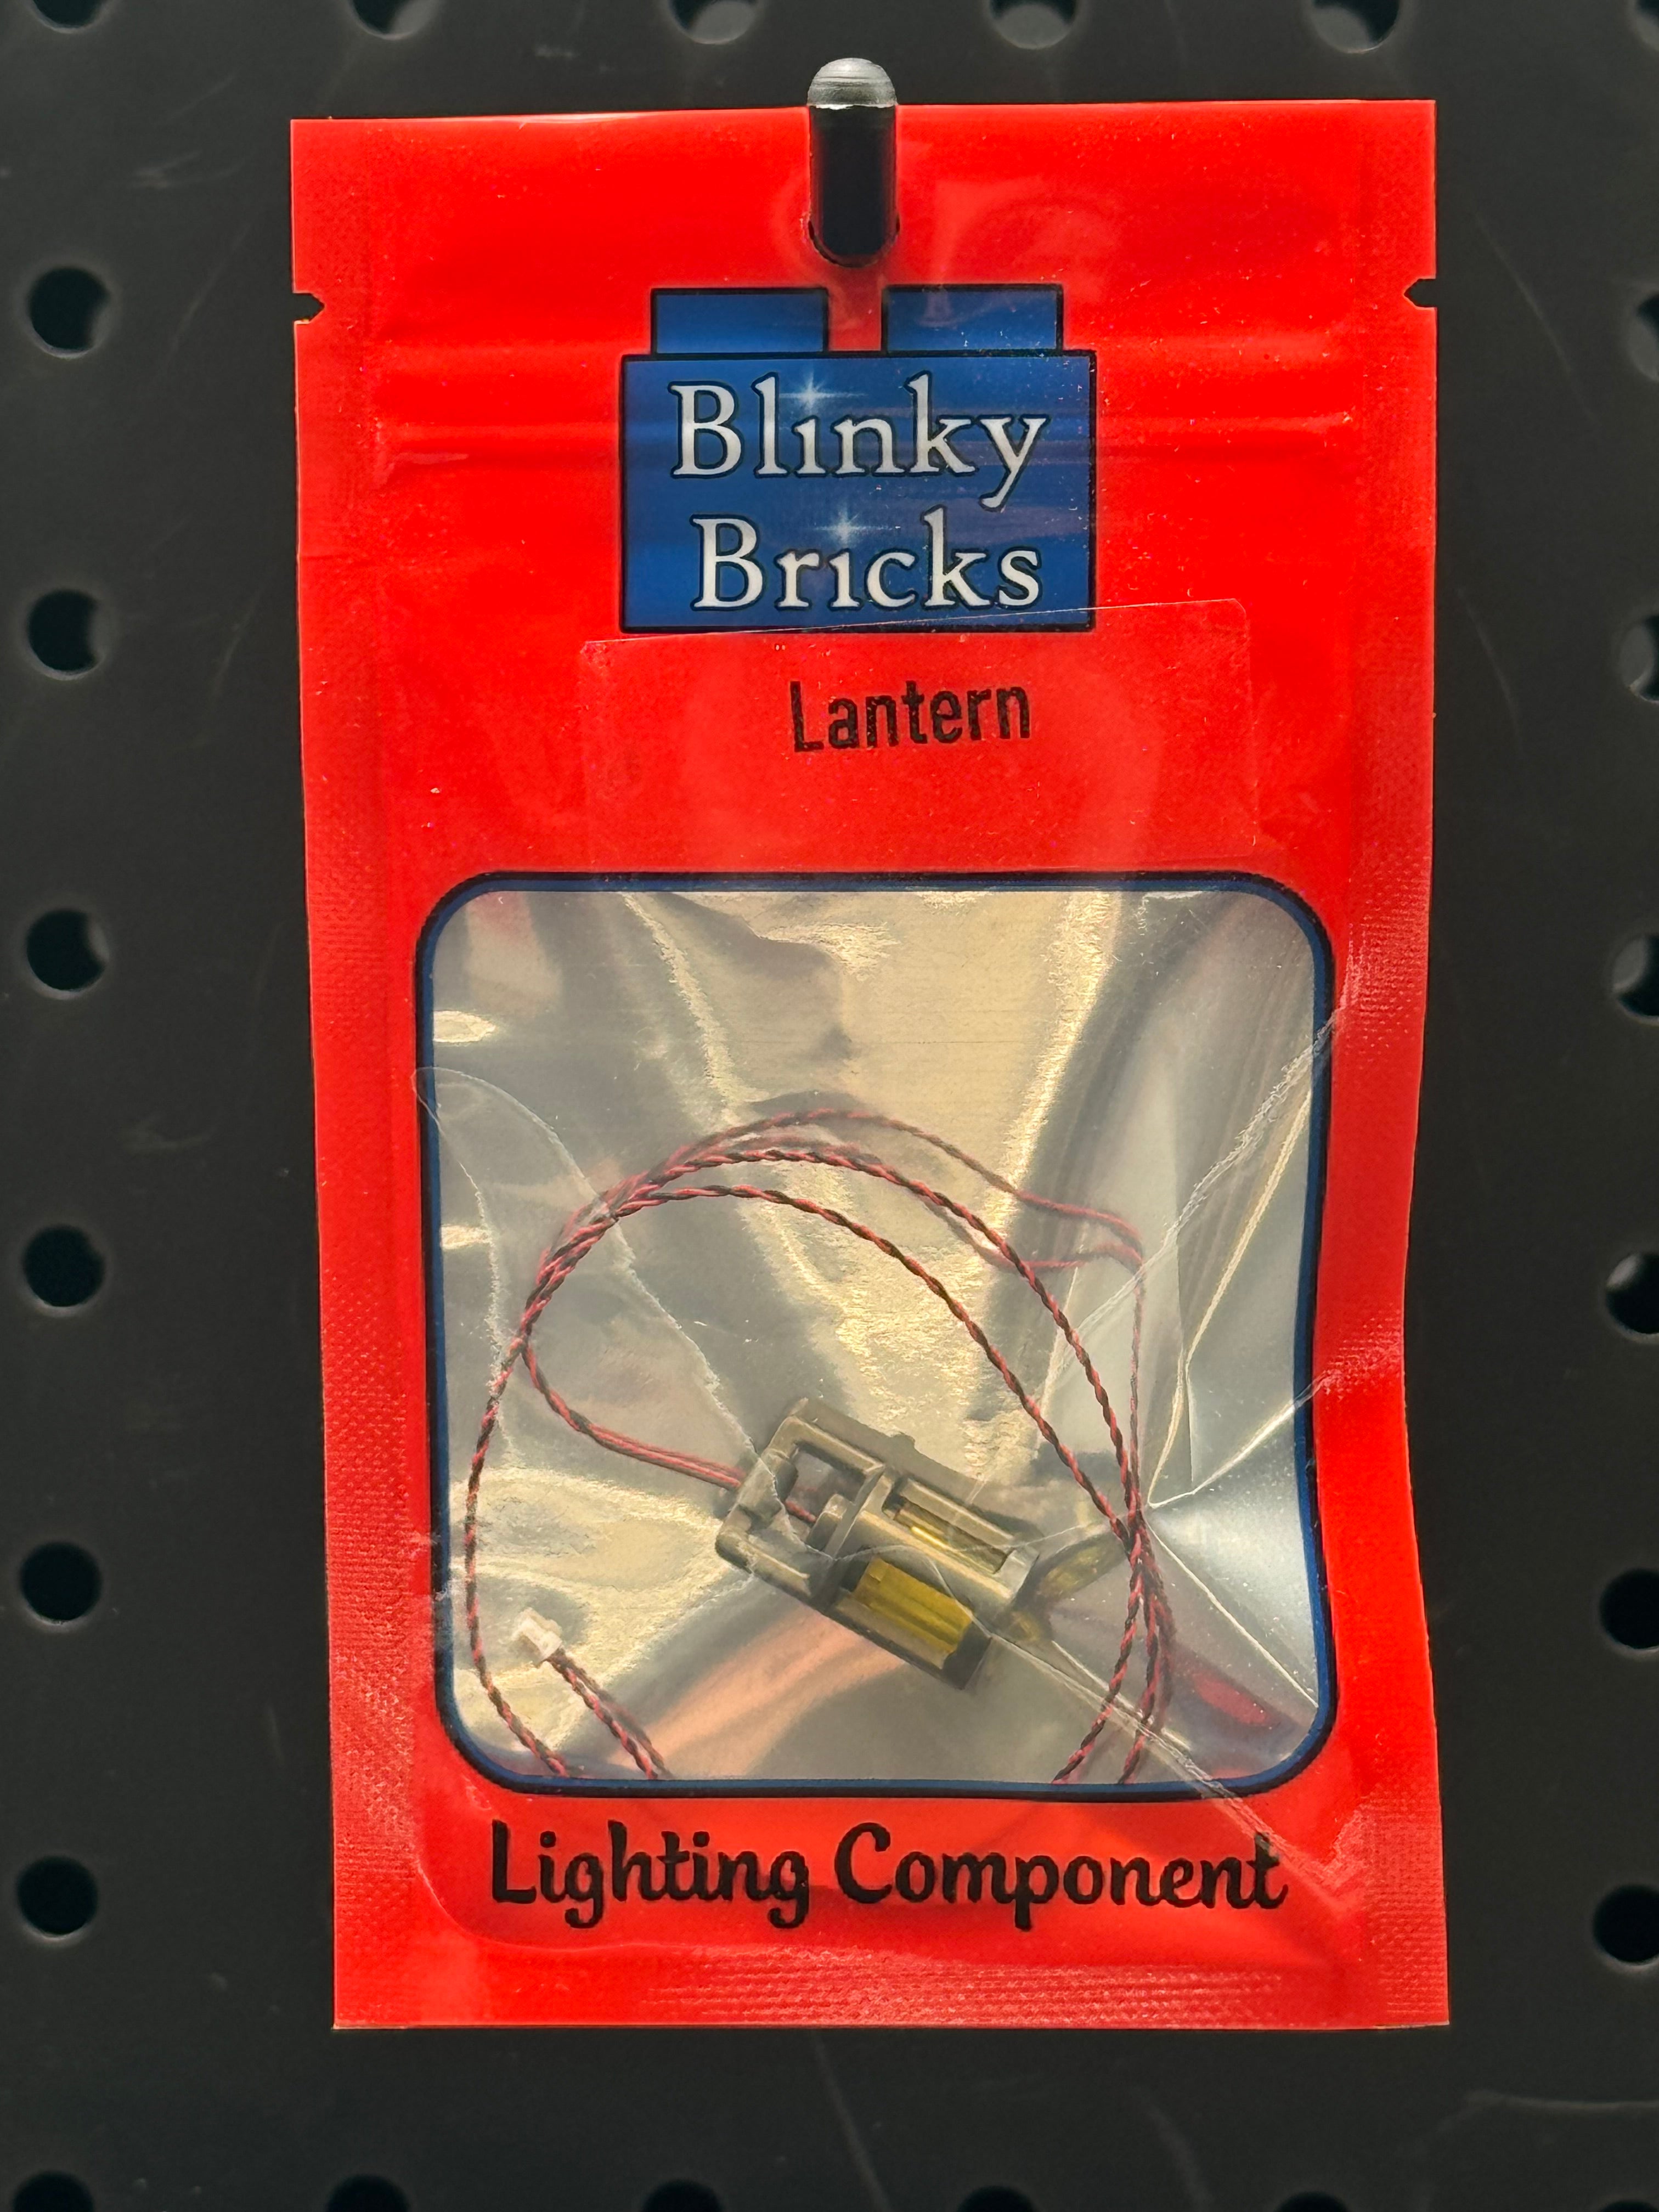 Blinky
Bricks
Lantern
Lighting Component